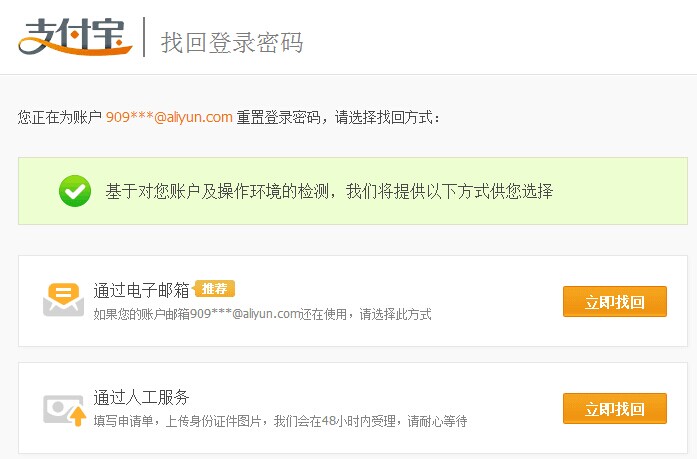 支付宝 找回登录密码
您正在为账户 909***@aliyun.com 重置登录密码，请选择找回方式：
基于对您账户及操作环境的检测，我们将提供以下方式供您选择
通过电子邮箱 推荐
如果您的账户邮箱909***@aliyun.com还在使用，请选择此方式
立即找回
通过人工服务
填写申请单，上传身份证件图片，我们会在48小时内受理，请耐心等待
立即找回